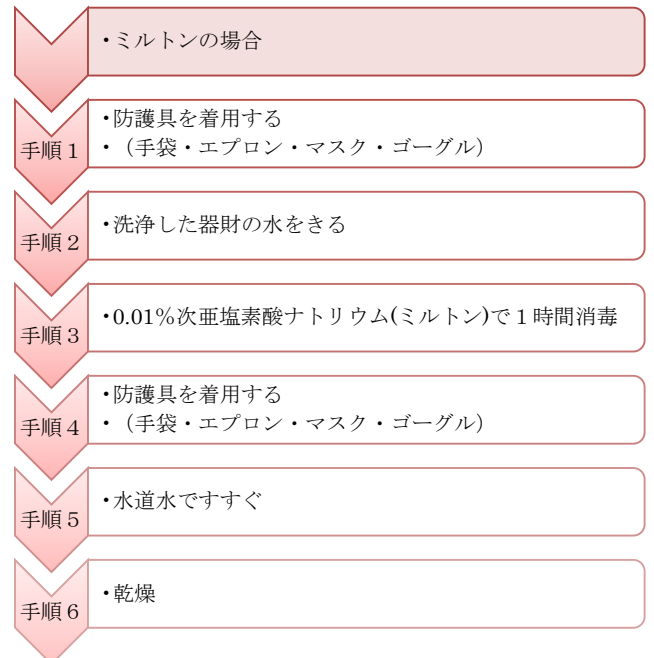 ・ミルトンの場合
手順１
・防護具を着用する
・（手袋・エプロン・マスク・ゴーグル）
手順２
・洗浄した器財の水をきる
手順３
・0.01％次亜塩素酸ナトリウム(ミルトン)で１時間消毒
手順４
・防護具を着用する
・（手袋・エプロン・マスク・ゴーグル）
手順５
・水道水ですすぐ
手順６
・乾燥